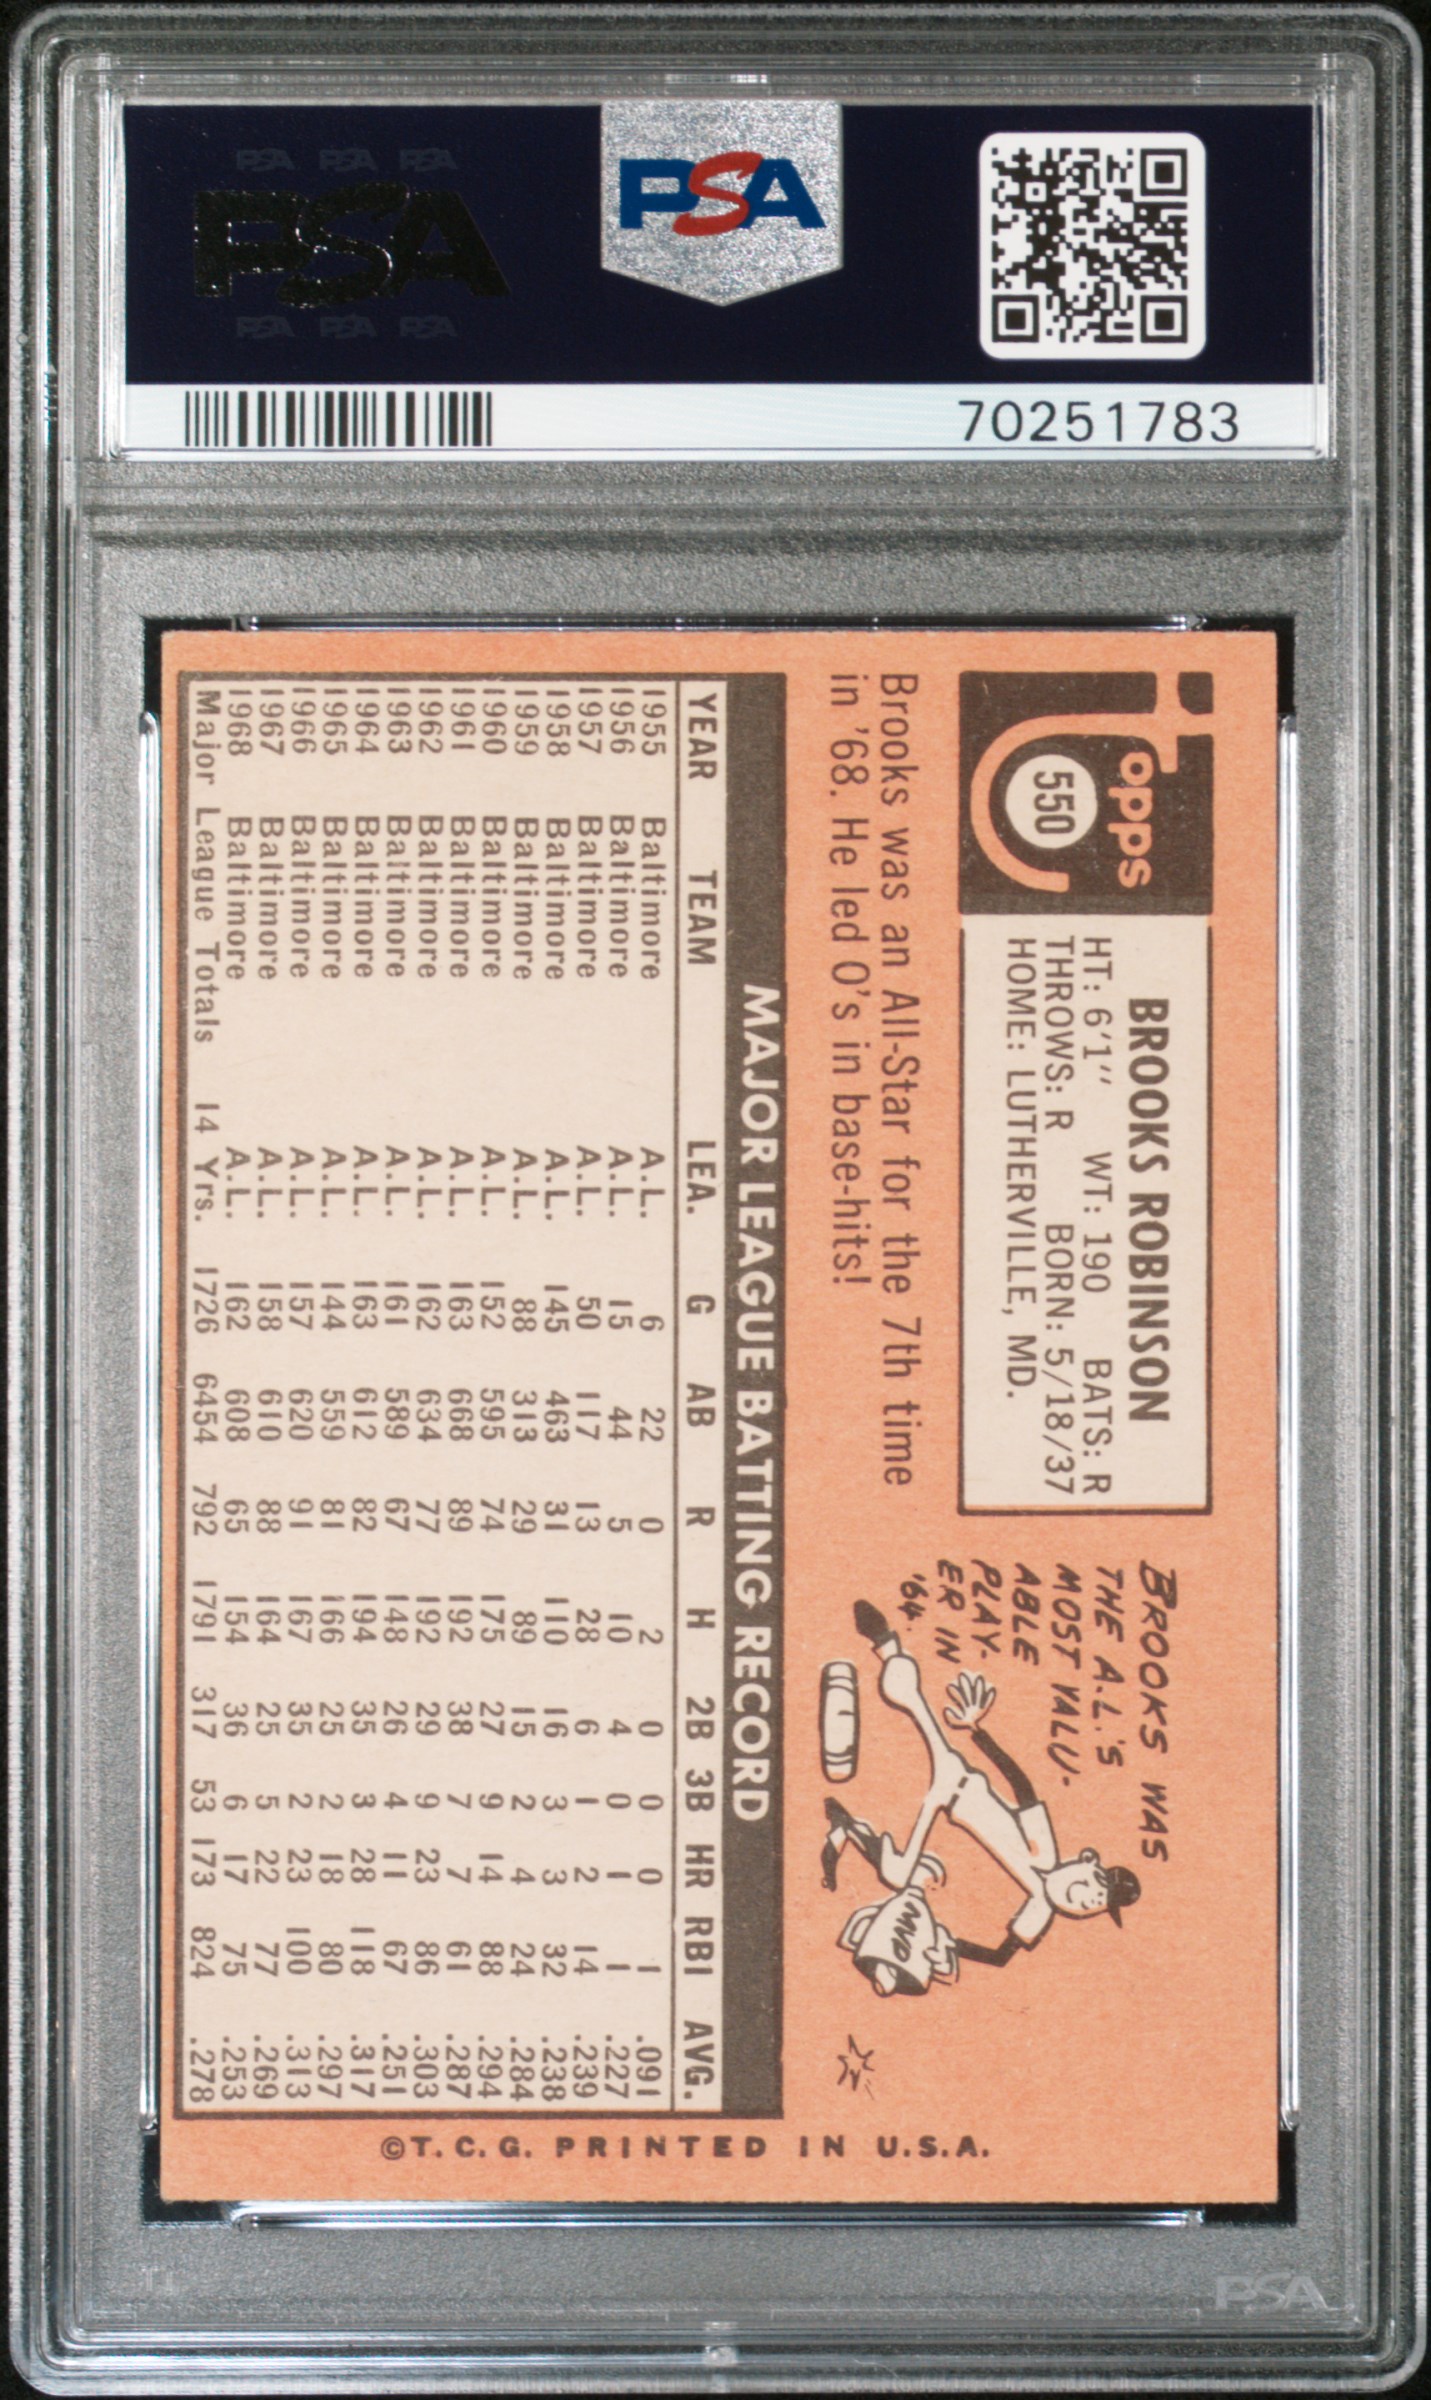 PSA PSA PSA
PSA
PSA PSA PSA
PSA
70251783
Topps
550
BROOKS ROBINSON
HT: 6'1" WT: 190 BATS: R
THROWS: R BORN: 5/18/37
HOME: LUTHERVILLE, MD.
Brooks was an All-Star for the 7th time
in '68. He led O's in base-hits!
BROOKS WAS
THE A.L.'S
MOST VALU-
ABLE
PLAY-
ER IN
'64.
MVP
MAJOR LEAGUE BATTING RECORD
YEAR TEAM LEA. G AB R H 2B 3B HR RBI AVG.
1955 Baltimore A.L. 6 22 0 2 0 0 0 1 .091
1956 Baltimore A.L. 15 44 5 10 4 0 1 1 .227
1957 Baltimore A.L. 50 117 13 28 6 1 2 14 .239
1958 Baltimore A.L. 145 463 31 110 16 3 3 32 .238
1959 Baltimore A.L. 88 313 29 89 15 2 4 24 .284
1960 Baltimore A.L. 152 595 74 175 27 9 14 88 .294
1961 Baltimore A.L. 163 668 89 192 38 7 7 61 .287
1962 Baltimore A.L. 162 634 77 192 29 9 23 86 .303
1963 Baltimore A.L. 161 589 67 148 26 4 11 67 .251
1964 Baltimore A.L. 163 612 82 194 35 3 28 118 .317
1965 Baltimore A.L. 144 559 81 166 25 2 18 80 .297
1966 Baltimore A.L. 157 620 91 167 35 2 23 100 .313
1967 Baltimore A.L. 158 610 88 164 25 5 22 77 .269
1968 Baltimore A.L. 162 608 65 154 36 6 17 75 .253
Major League Totals 14 Yrs. 1726 6454 792 1791 317 53 173 824 .278
©T.C.G. PRINTED IN U.S.A.
PSA